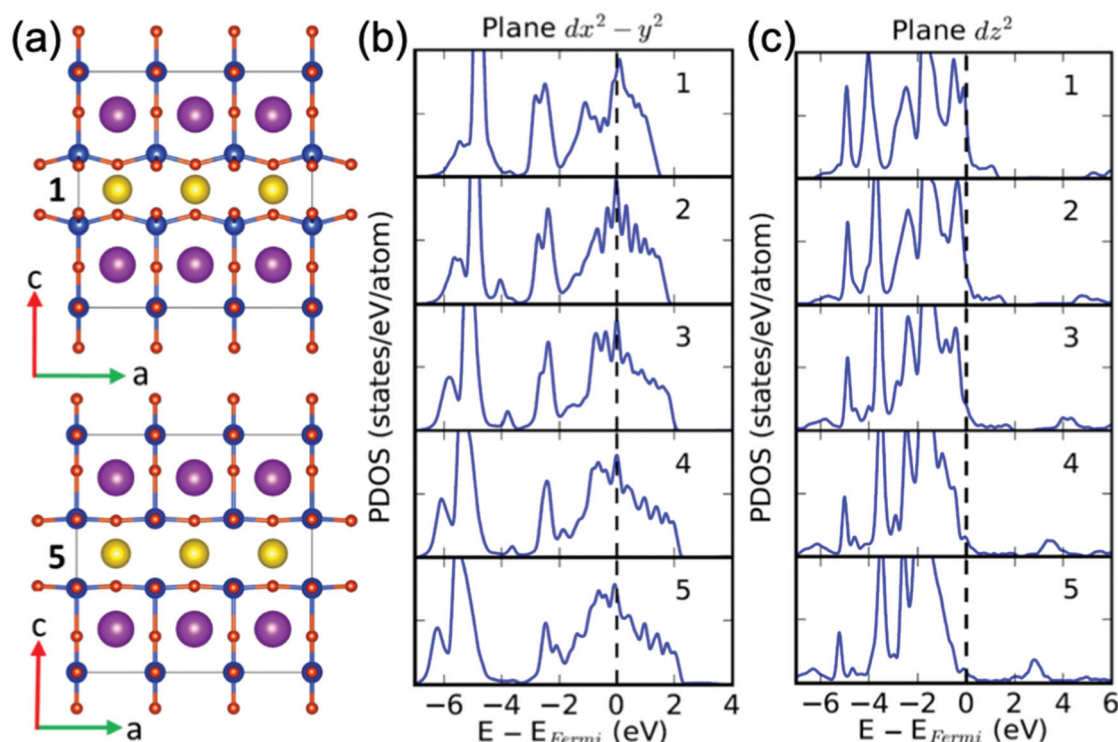 (a)
1
c
a
5
c
a
(b)
Plane dx² − y²
PDOS (states/eV/atom)
1
2
3
4
5
−6 −4 −2 0 2 4
E − E_Fermi (eV)
(c)
Plane dz²
PDOS (states/eV/atom)
1
2
3
4
5
−6 −4 −2 0 2 4 6
E − E_Fermi (eV)